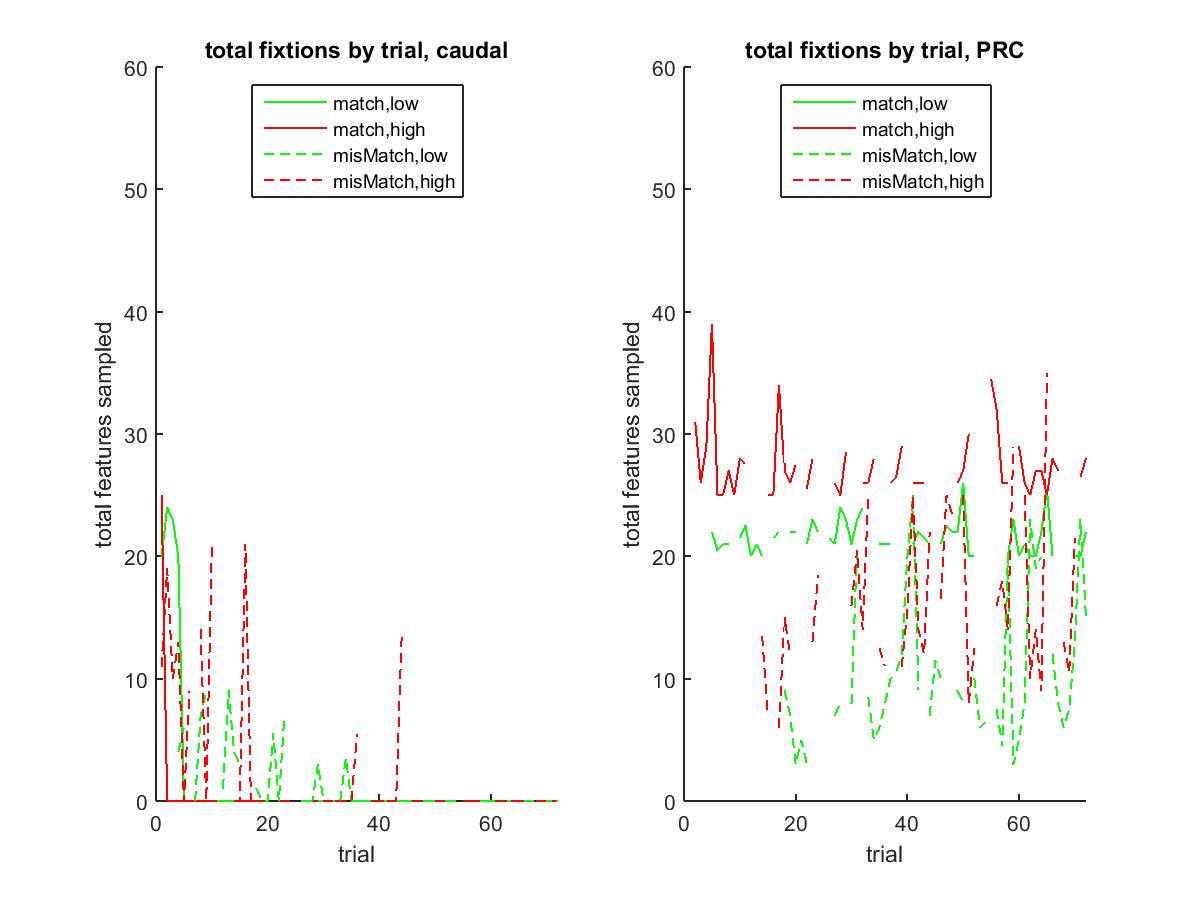 total fixtions by trial, caudal
match,low
match,high
misMatch,low
misMatch,high
60
50
40
30
20
10
0
total features sampled
0 20 40 60
trial
total fixtions by trial, PRC
match,low
match,high
misMatch,low
misMatch,high
60
50
40
30
20
10
0
total features sampled
0 20 40 60
trial